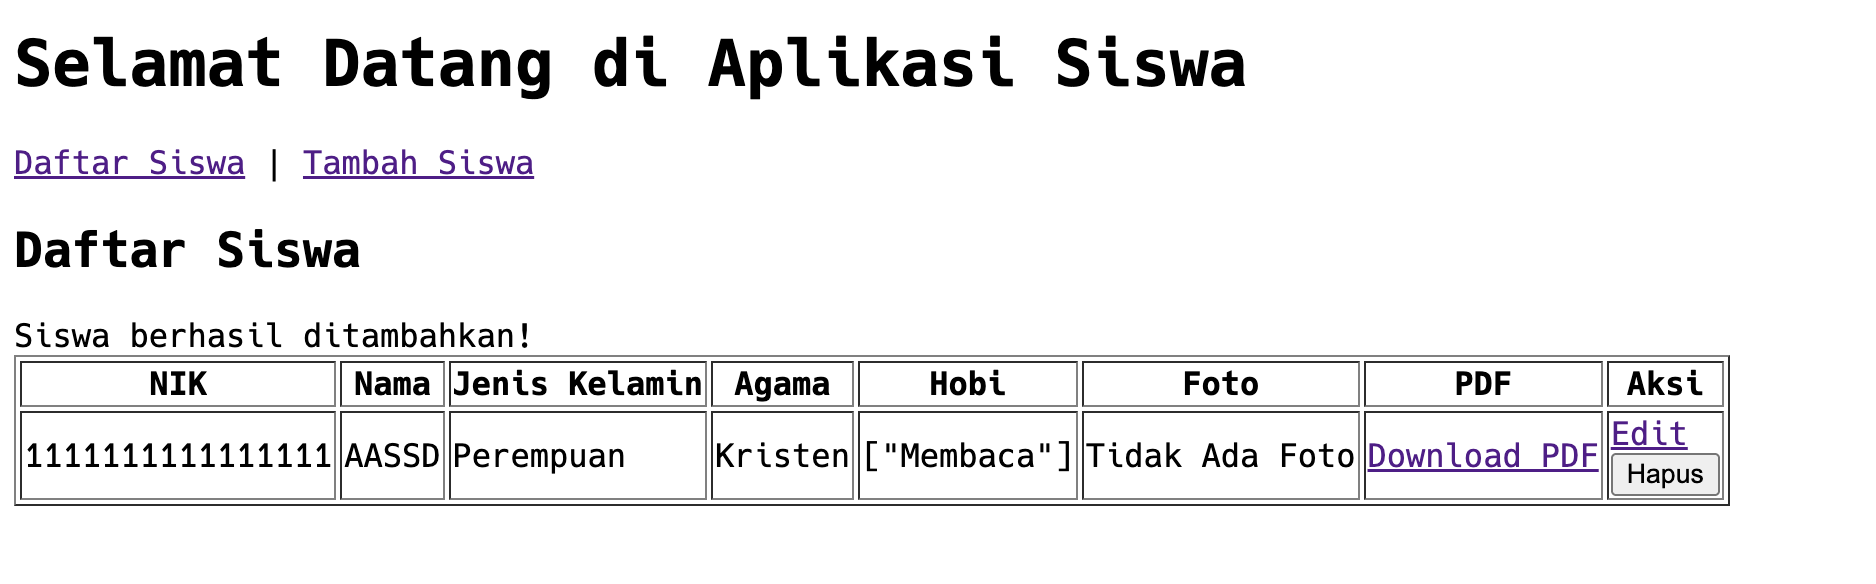 Selamat Datang di Aplikasi Siswa
Daftar Siswa | Tambah Siswa
Daftar Siswa
Siswa berhasil ditambahkan!
NIK Nama Jenis Kelamin Agama Hobi Foto PDF Aksi
1111111111111111 AASSD Perempuan Kristen ["Membaca"] Tidak Ada Foto Download PDF Edit
Hapus